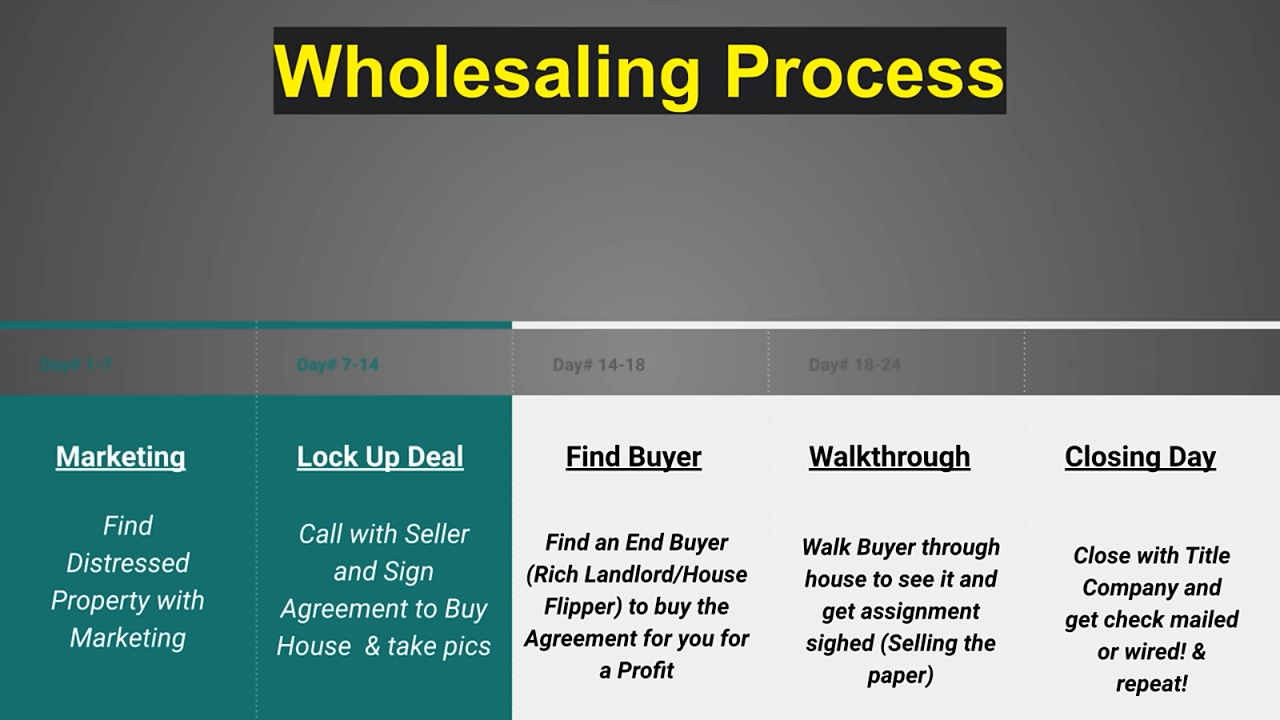 Wholesaling Process
Day# 1-7
Day# 7-14
Day# 14-18
Day# 18-24
Marketing
Find
Distressed
Property with
Marketing
Lock Up Deal
Call with Seller
and Sign
Agreement to Buy
House & take pics
Find Buyer
Find an End Buyer
(Rich Landlord/House
Flipper) to buy the
Agreement for you for
a Profit
Walkthrough
Walk Buyer through
house to see it and
get assignment
sighed (Selling the
paper)
Closing Day
Close with Title
Company and
get check mailed
or wired! &
repeat!